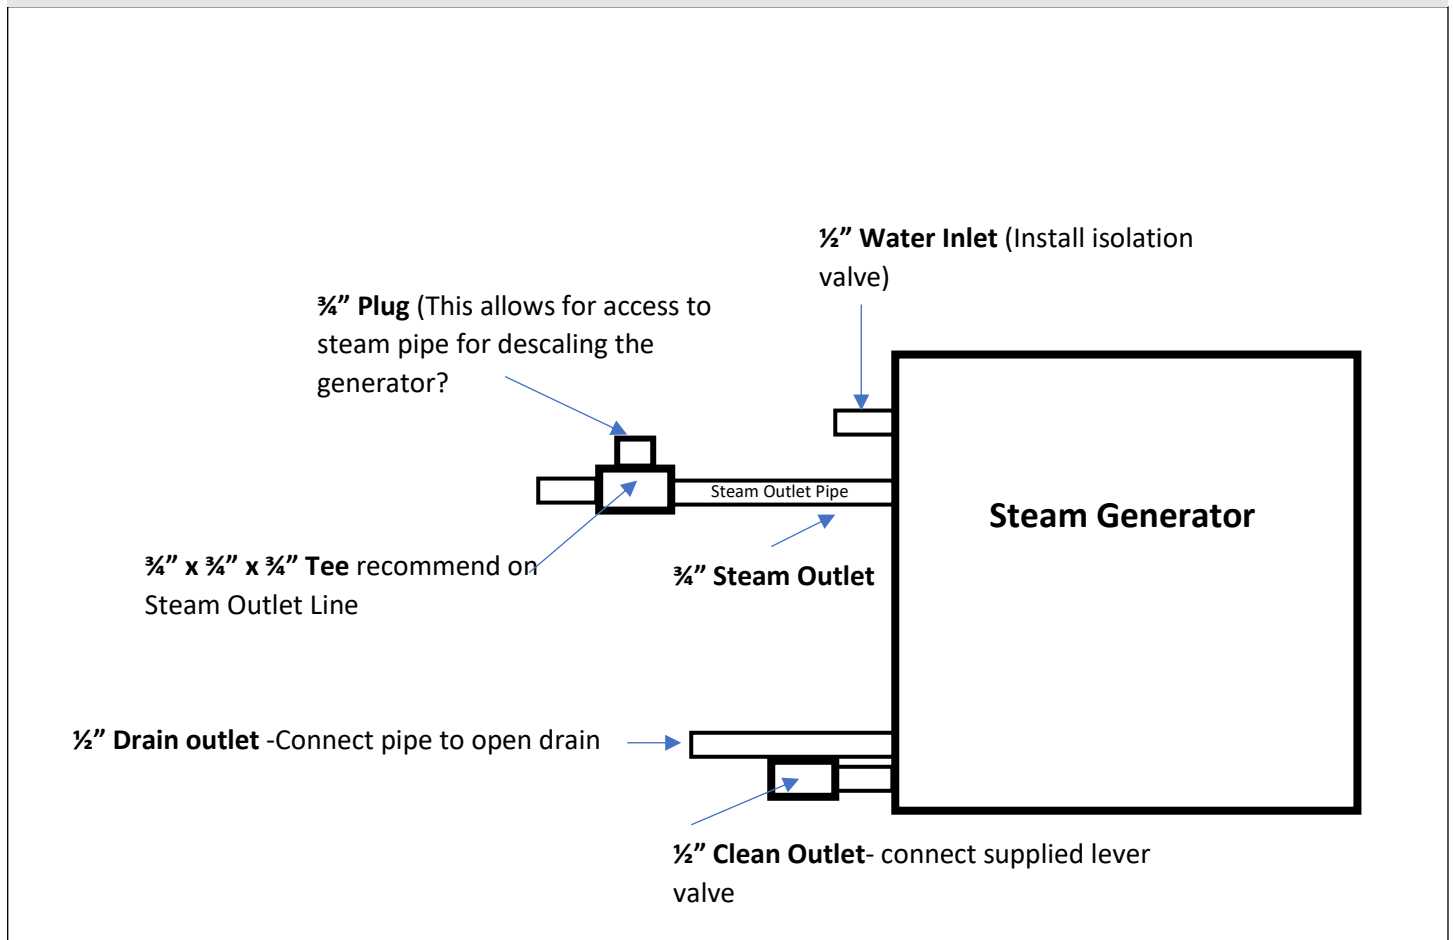 ½” Water Inlet (Install isolation
valve)
¾” Plug (This allows for access to
steam pipe for descaling the
generator?
Steam Outlet Pipe
Steam Generator
¾” x ¾” x ¾” Tee recommend on
Steam Outlet Line
¾” Steam Outlet
½” Drain outlet -Connect pipe to open drain
½” Clean Outlet- connect supplied lever
valve